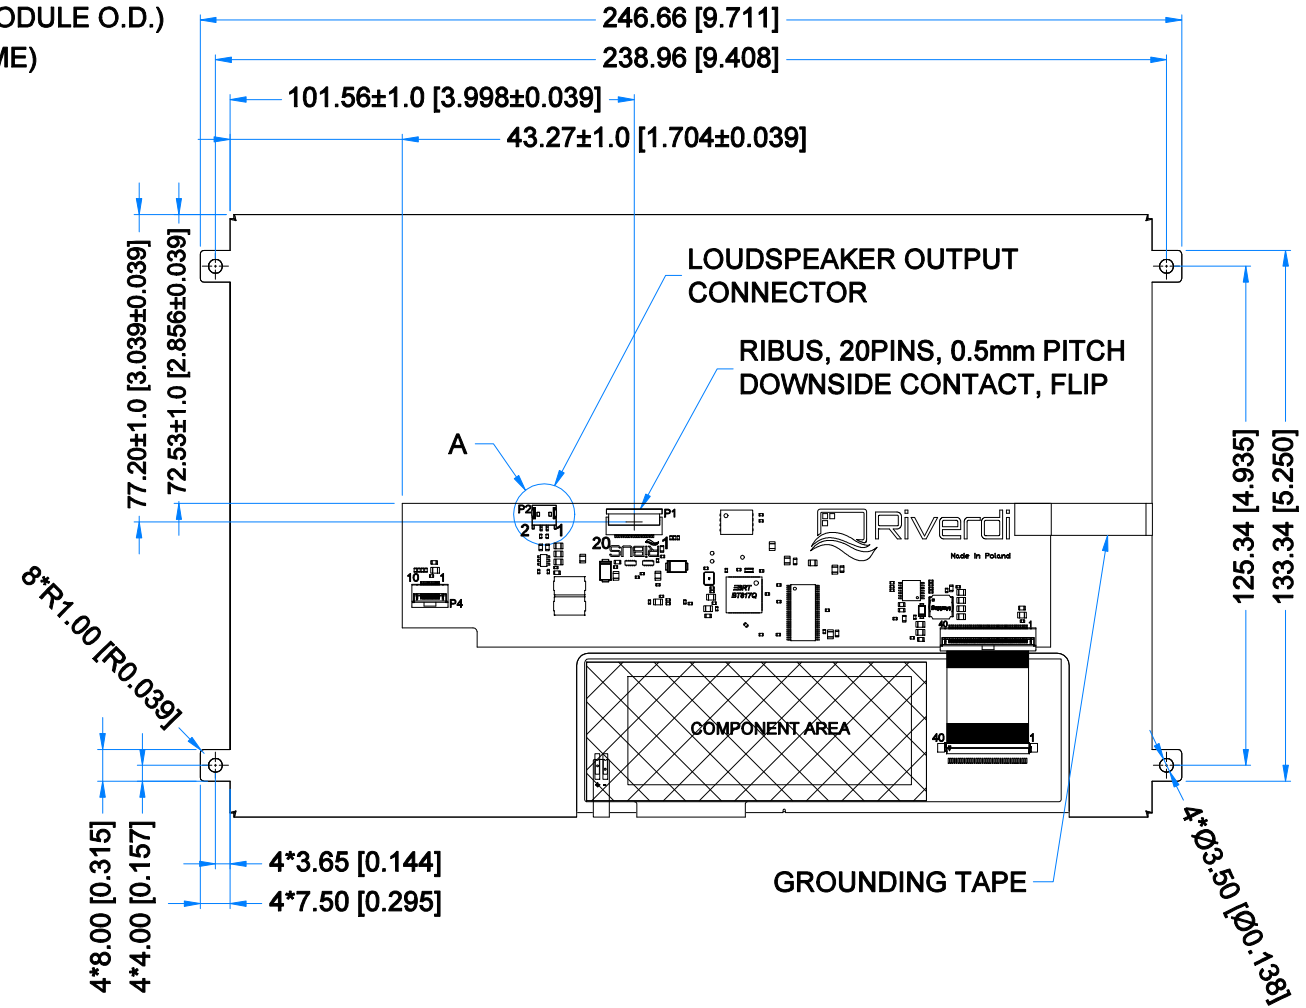 ODULE O.D.)
246.66 [9.711]
ME)
238.96 [9.408]
101.56±1.0 [3.998±0.039]
43.27±1.0 [1.704±0.039]
77.20±1.0 [3.039±0.039]
72.53±1.0 [2.856±0.039]
LOUDSPEAKER OUTPUT
CONNECTOR
RIBUS, 20PINS, 0.5mm PITCH
DOWNSIDE CONTACT, FLIP
A
125.34 [4.935]
133.34 [5.250]
P2
2 1
P1
20 1
RiBUS
Riverdi
Made in Poland
10 1
P4
BT817Q
40 1
8*R1.00 [R0.039]
COMPONENT AREA
40 1
4*8.00 [0.315]
4*4.00 [0.157]
4*3.65 [0.144]
4*7.50 [0.295]
GROUNDING TAPE
4*Ø3.50 [Ø0.138]